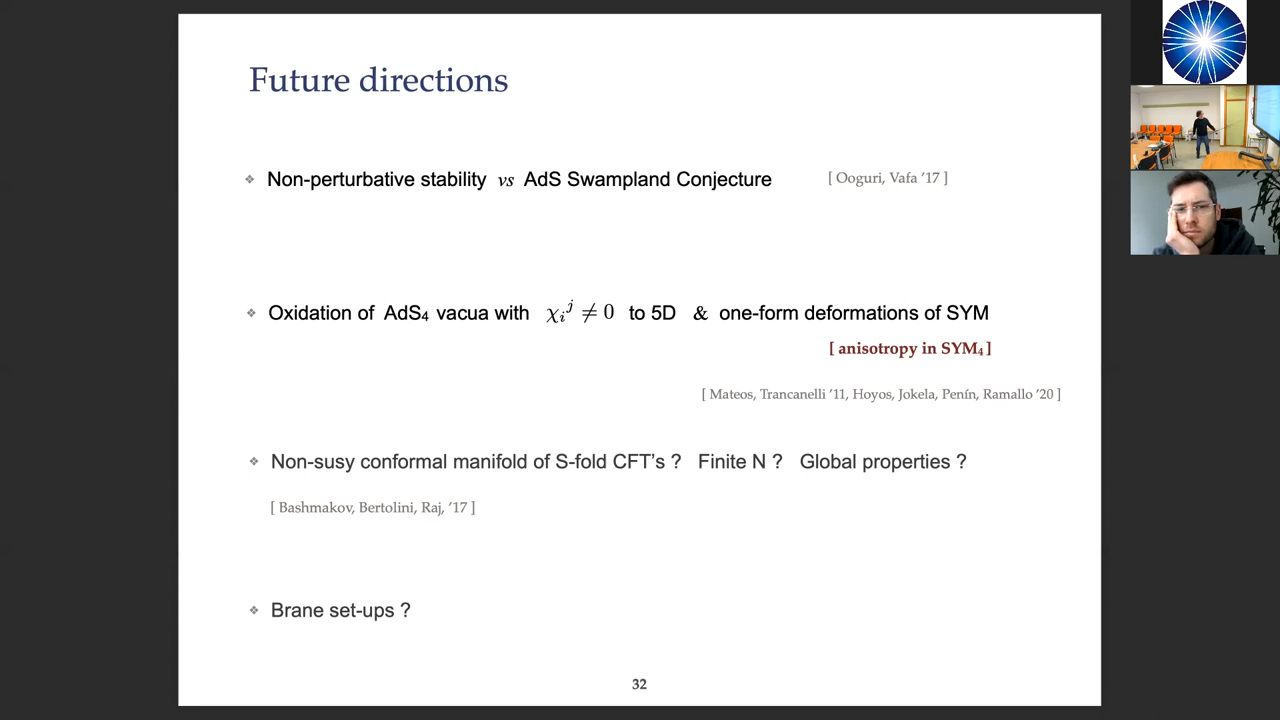 Future directions
❖ Non-perturbative stability vs AdS Swampland Conjecture [ Ooguri, Vafa ’17 ]
❖ Oxidation of AdS₄ vacua with χᵢʲ ≠ 0 to 5D & one-form deformations of SYM
[ anisotropy in SYM₄ ]
[ Mateos, Trancanelli ’11, Hoyos, Jokela, Penín, Ramallo ’20 ]
❖ Non-susy conformal manifold of S-fold CFT’s ? Finite N ? Global properties ?
[ Bashmakov, Bertolini, Raj, ’17 ]
❖ Brane set-ups ?
32